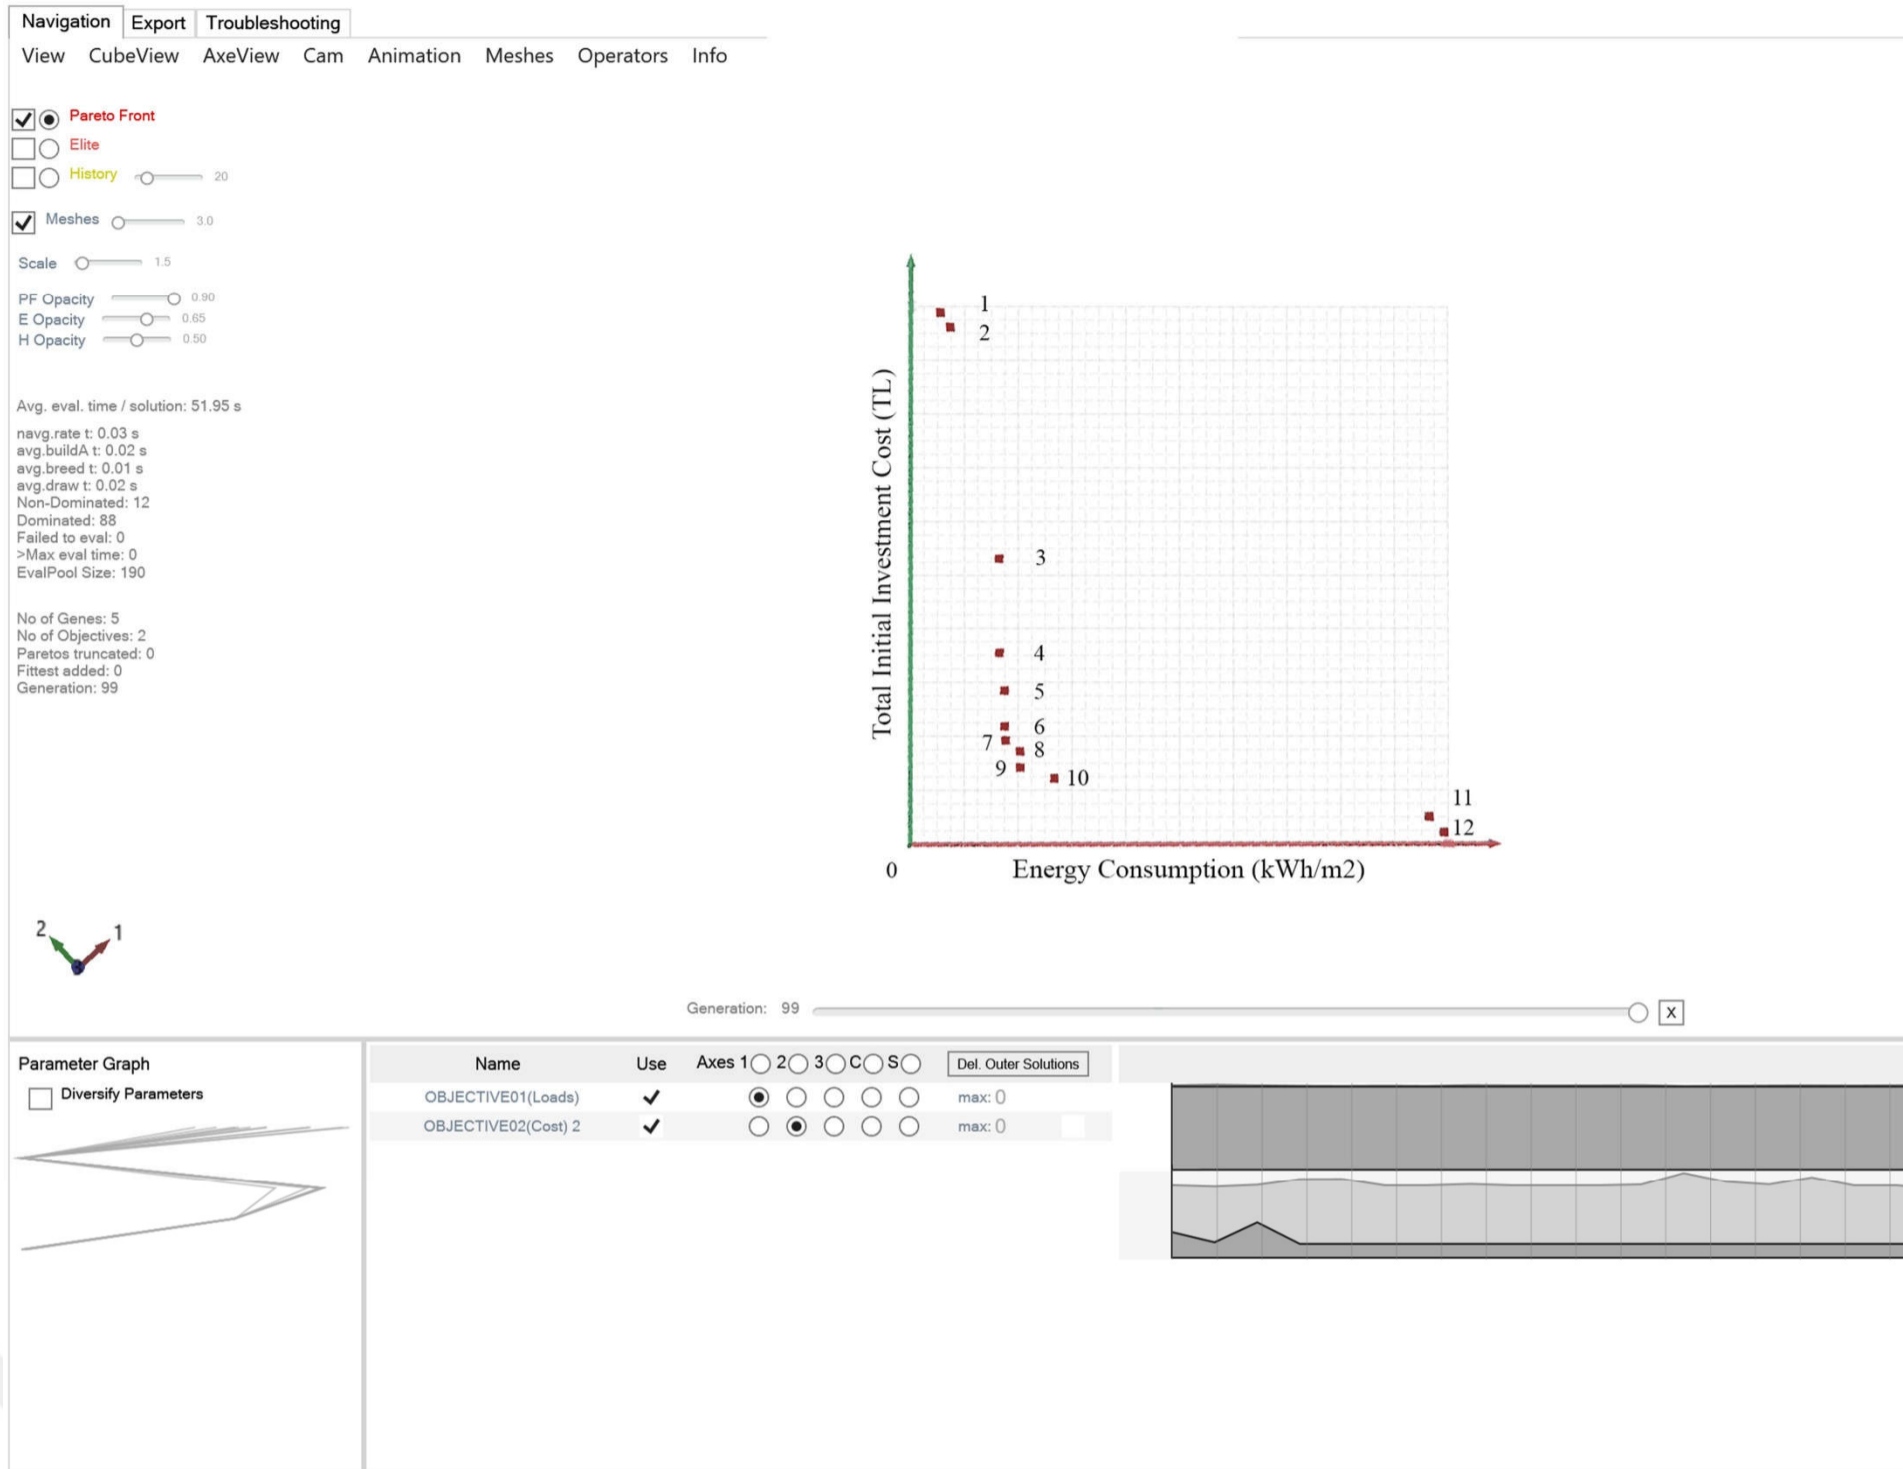 Navigation Export Troubleshooting
View CubeView AxeView Cam Animation Meshes Operators Info
Pareto Front
Elite
History 20
Meshes 3.0
Scale 1.5
PF Opacity 0.90
E Opacity 0.65
H Opacity 0.50
Avg. eval. time / solution: 51.95 s
navg.rate t: 0.03 s
avg.buildA t: 0.02 s
avg.breed t: 0.01 s
avg.draw t: 0.02 s
Non-Dominated: 12
Dominated: 88
Failed to eval: 0
>Max eval time: 0
EvalPool Size: 190
No of Genes: 5
No of Objectives: 2
Paretos truncated: 0
Fittest added: 0
Generation: 99
Total Initial Investment Cost (TL)
1
2
3
4
5
6
7
8
9
10
11
12
0
Energy Consumption (kWh/m2)
2 1
Generation: 99 X
Parameter Graph
Diversify Parameters
Name Use Axes 1 2 3 C S Del. Outer Solutions
OBJECTIVE01(Loads) max: 0
OBJECTIVE02(Cost) 2 max: 0